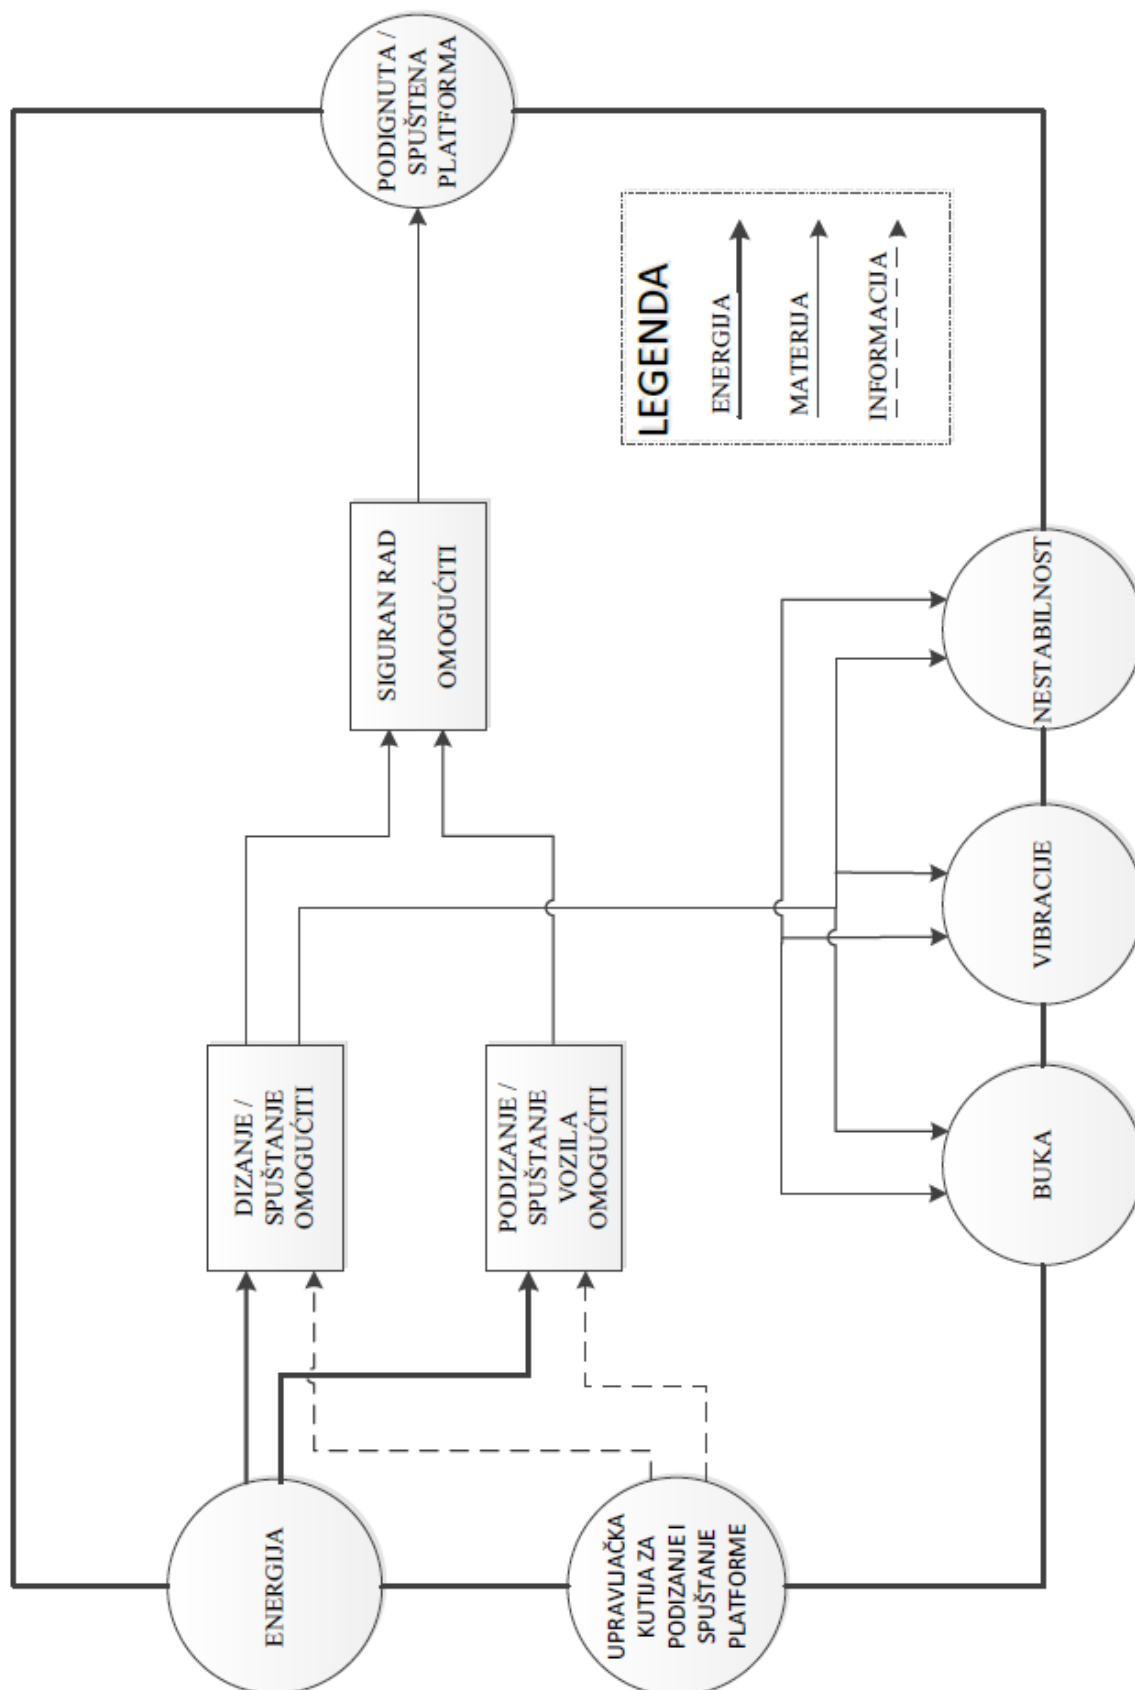 ENERGIJA
UPRAVLJAČKA
KUTIJA ZA
PODIZANJE I
SPUŠTANJE
PLATFORME
DIZANJE /
SPUŠTANJE
OMOGUĆITI
PODIZANJE /
SPUŠTANJE
VOZILA
OMOGUĆITI
SIGURAN RAD
OMOGUĆITI
PODIGNUTA /
SPUŠTENA
PLATFORMA
BUKA
VIBRACIJE
NESTABILNOST
LEGENDA
ENERGIJA
MATERIJA
INFORMACIJA